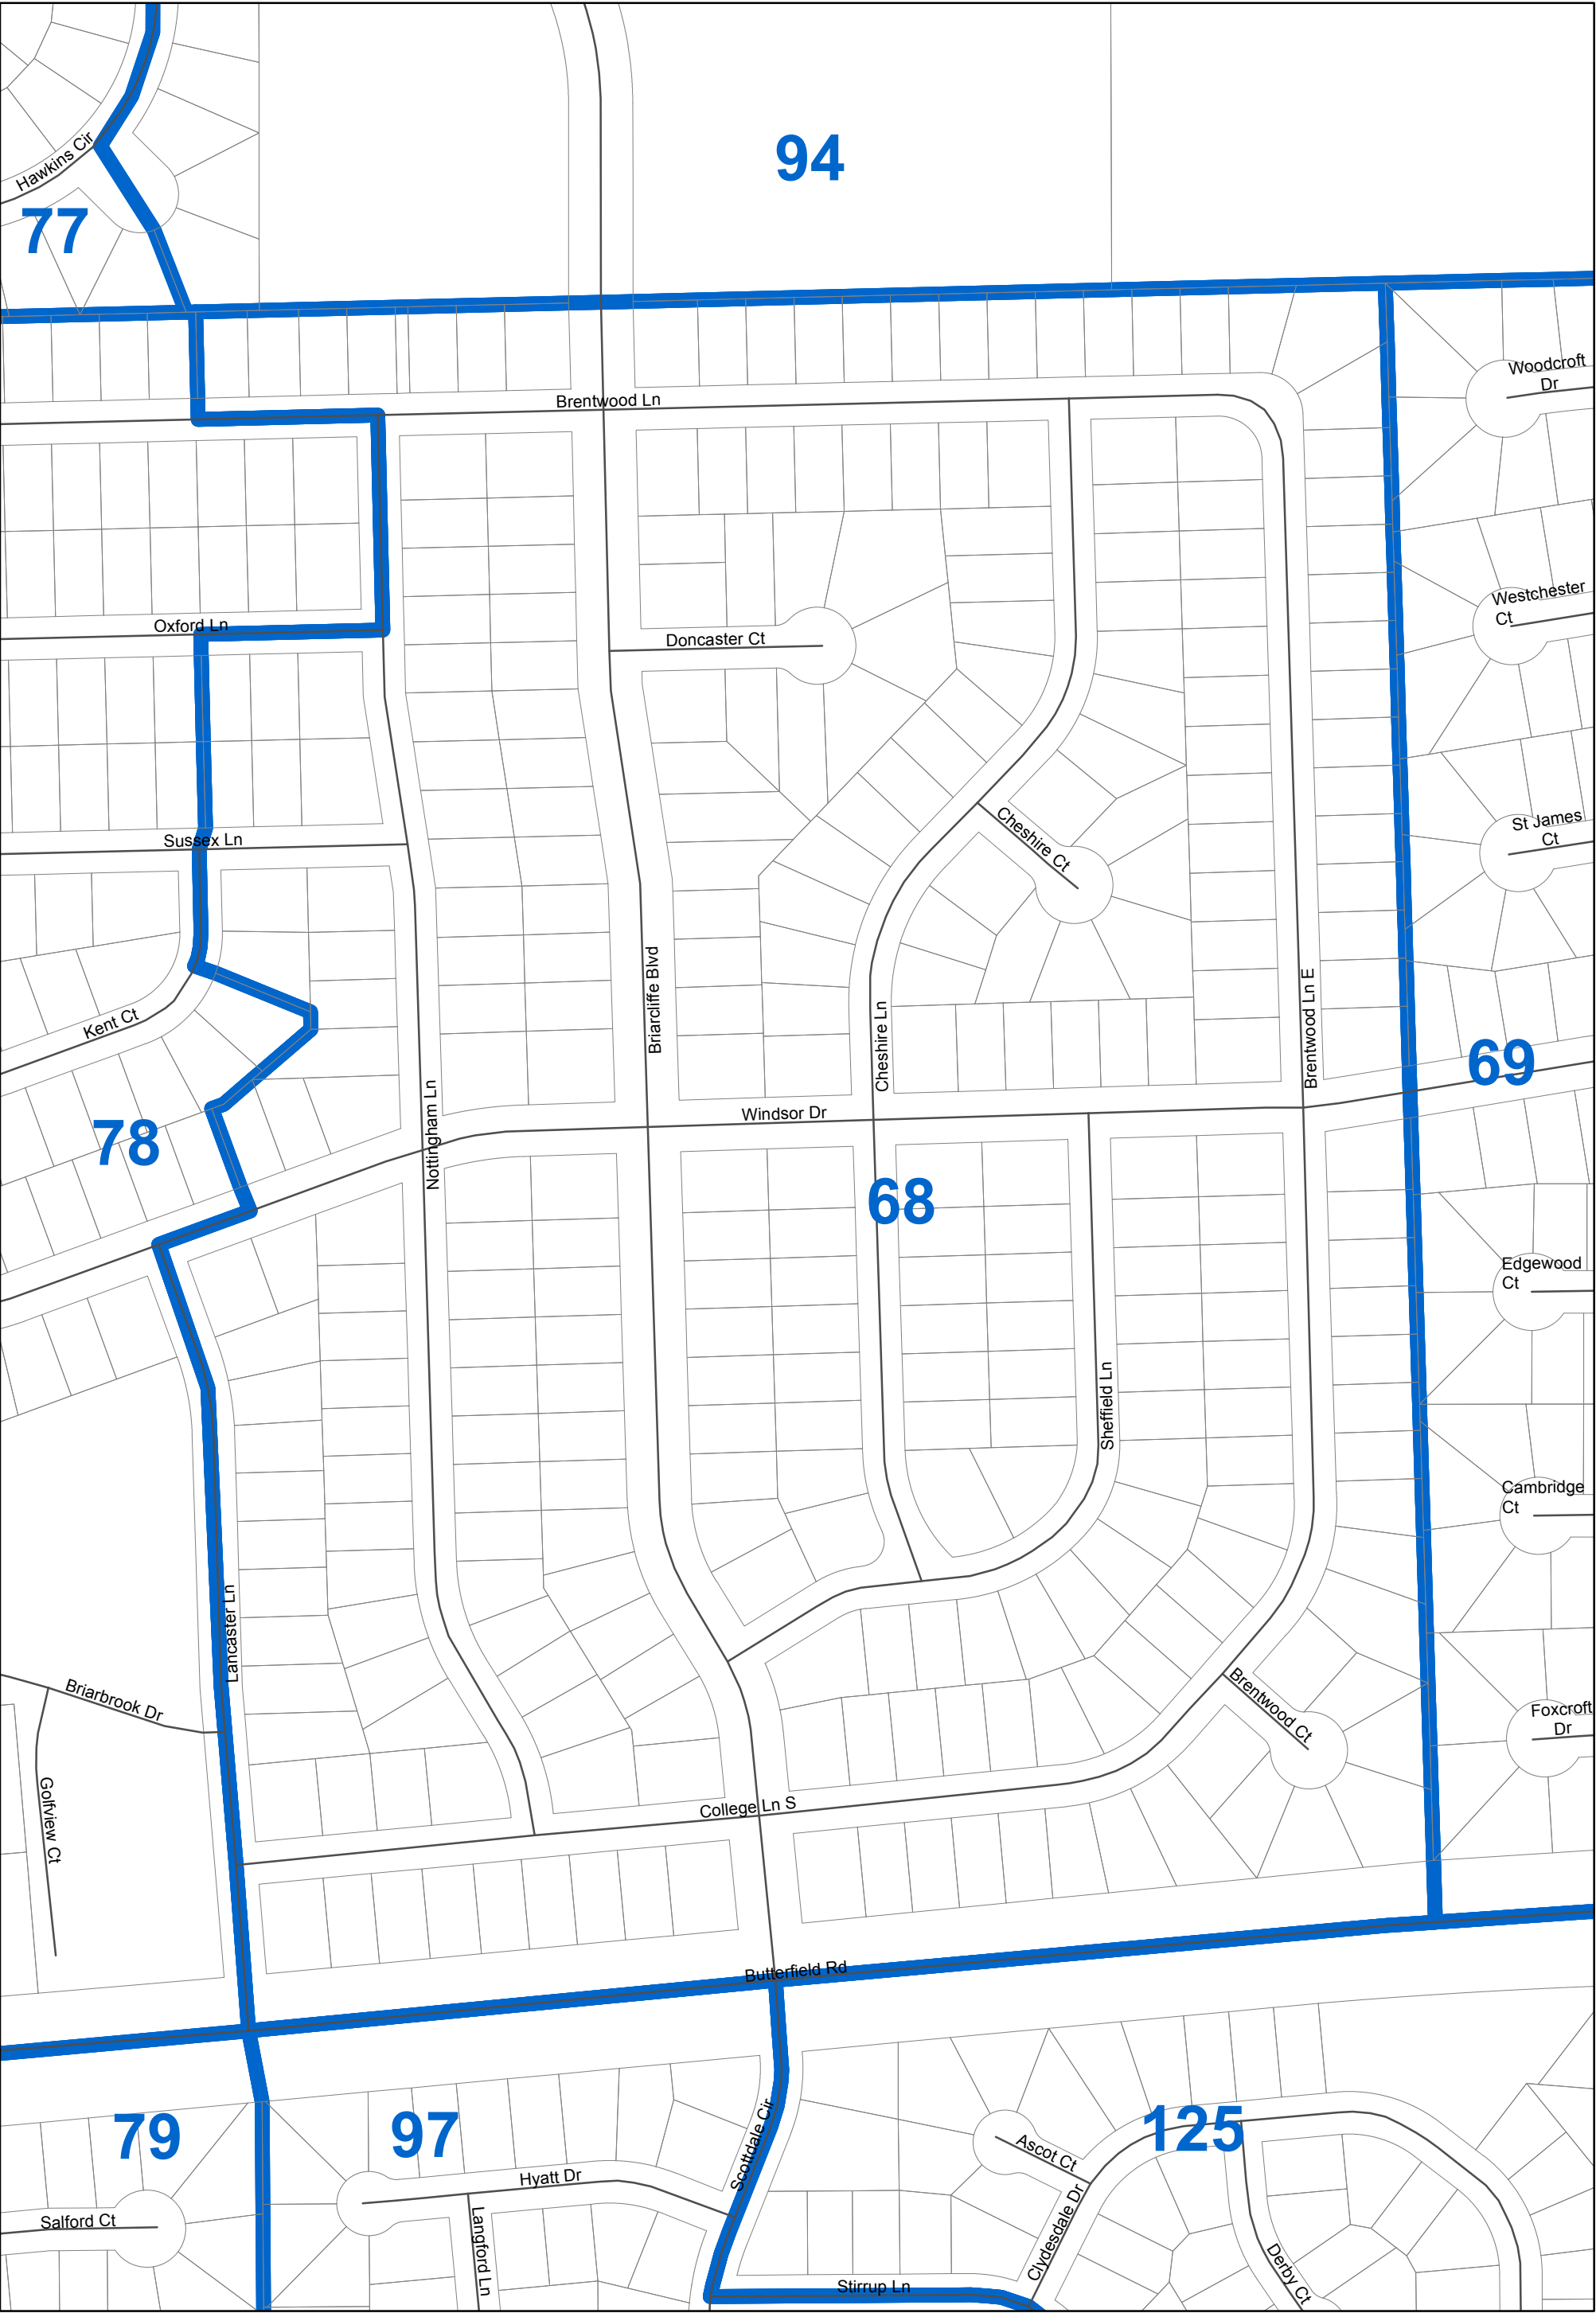 94
Hawkins Cir
77
Woodcroft
Dr
Brentwood Ln
Westchester
Ct
Oxford Ln
Doncaster Ct
St James
Ct
Cheshire Ct
Sussex Ln
Briarcliffe Blvd
Brentwood Ln E
Kent Ct
Cheshire Ln
69
Nottingham Ln
Windsor Dr
78
68
Edgewood
Ct
Sheffield Ln
Cambridge
Ct
Lancaster Ln
Briarbrook Dr
Brentwood Ct
Foxcroft
Dr
Golfview Ct
College Ln S
Butterfield Rd
79
97
125
Scottdale Cir
Ascot Ct
Hyatt Dr
Salford Ct
Langford Ln
Clydesdale Dr
Derby Ct
Stirrup Ln